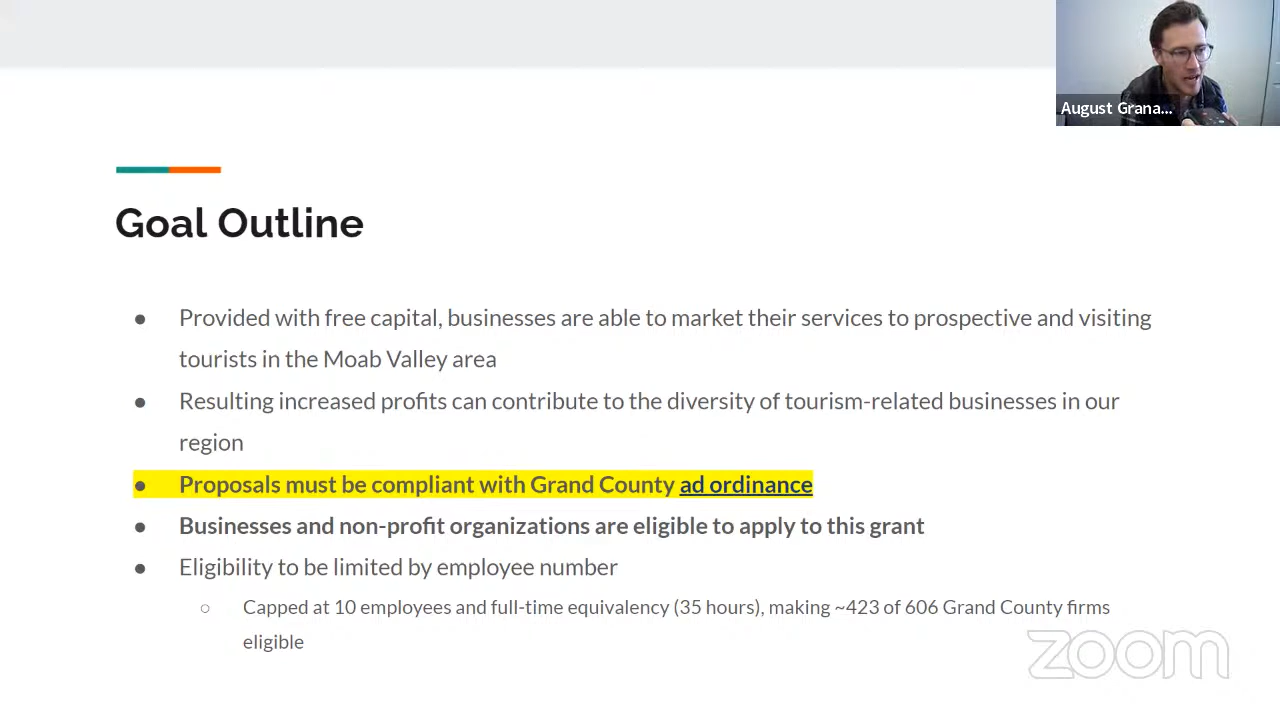 August Grana...
Goal Outline
● Provided with free capital, businesses are able to market their services to prospective and visiting
tourists in the Moab Valley area
● Resulting increased profits can contribute to the diversity of tourism-related businesses in our
region
● Proposals must be compliant with Grand County ad ordinance
● Businesses and non-profit organizations are eligible to apply to this grant
● Eligibility to be limited by employee number
○ Capped at 10 employees and full-time equivalency (35 hours), making ~423 of 606 Grand County firms
eligible
zoom